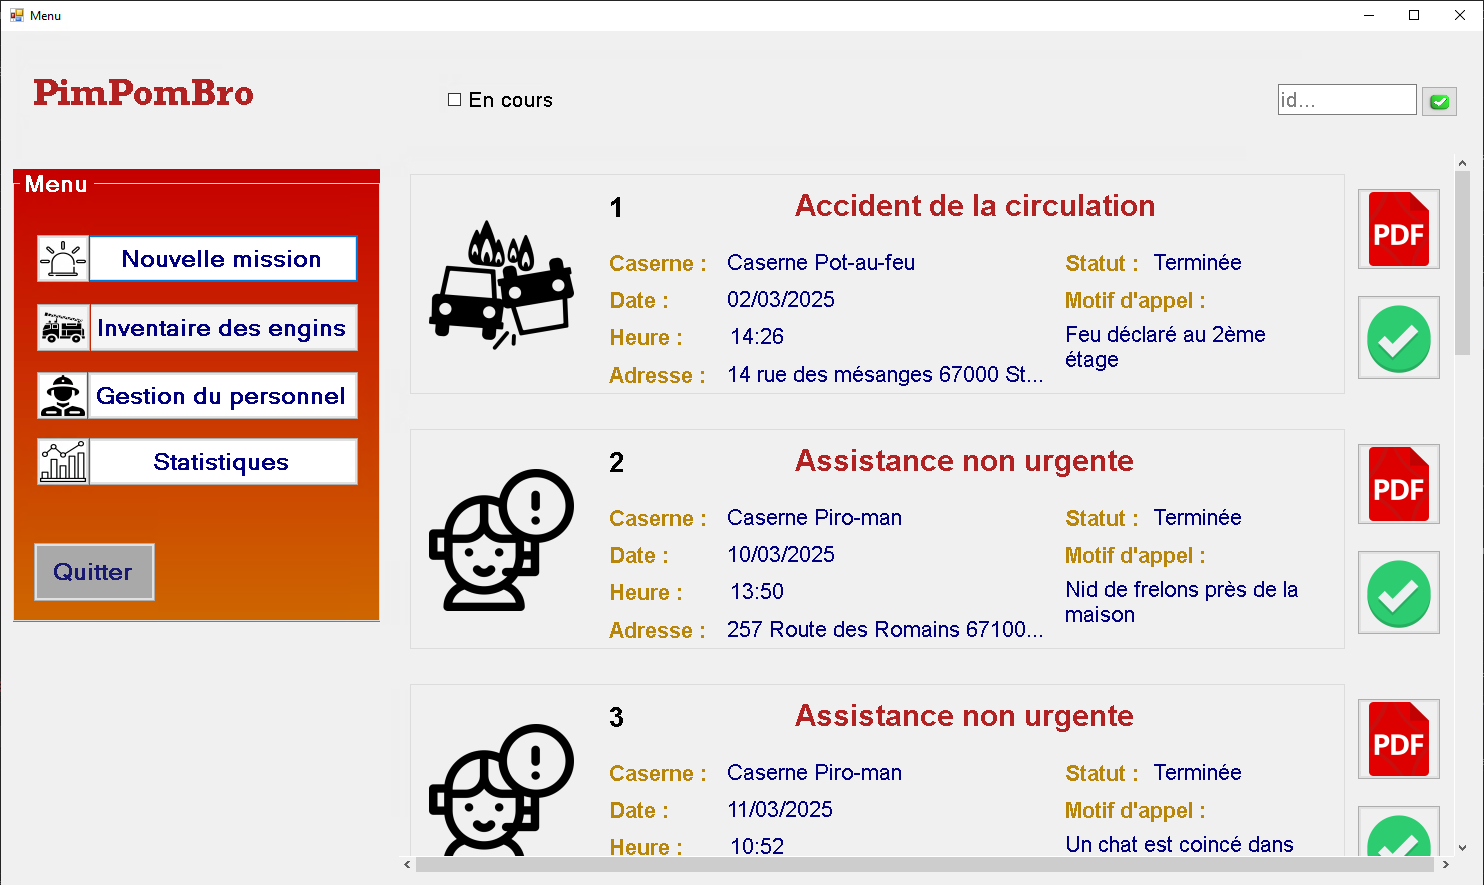 Menu
PimPomBro
En cours
id...
Menu
Nouvelle mission
Inventaire des engins
Gestion du personnel
Statistiques
Quitter
1
Accident de la circulation
Caserne : Caserne Pot-au-feu
Statut : Terminée
Date : 02/03/2025
Motif d'appel :
Heure : 14:26
Feu déclaré au 2ème
étage
Adresse : 14 rue des mésanges 67000 St...
PDF
2
Assistance non urgente
Caserne : Caserne Piro-man
Statut : Terminée
Date : 10/03/2025
Motif d'appel :
Heure : 13:50
Nid de frelons près de la
maison
Adresse : 257 Route des Romains 67100...
PDF
3
Assistance non urgente
Caserne : Caserne Piro-man
Statut : Terminée
Date : 11/03/2025
Motif d'appel :
Heure : 10:52
Un chat est coincé dans
PDF